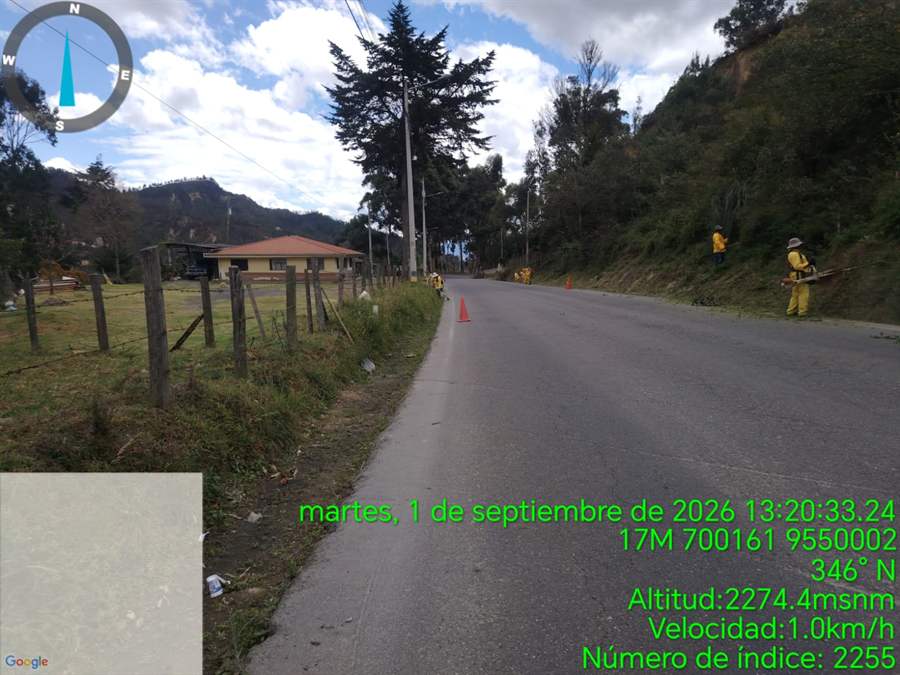 N
W
E
S
martes, 1 de septiembre de 2026 13:20:33.24
17M 700161 9550002
346° N
Altitud:2274.4msnm
Velocidad:1.0km/h
Número de índice: 2255
Google